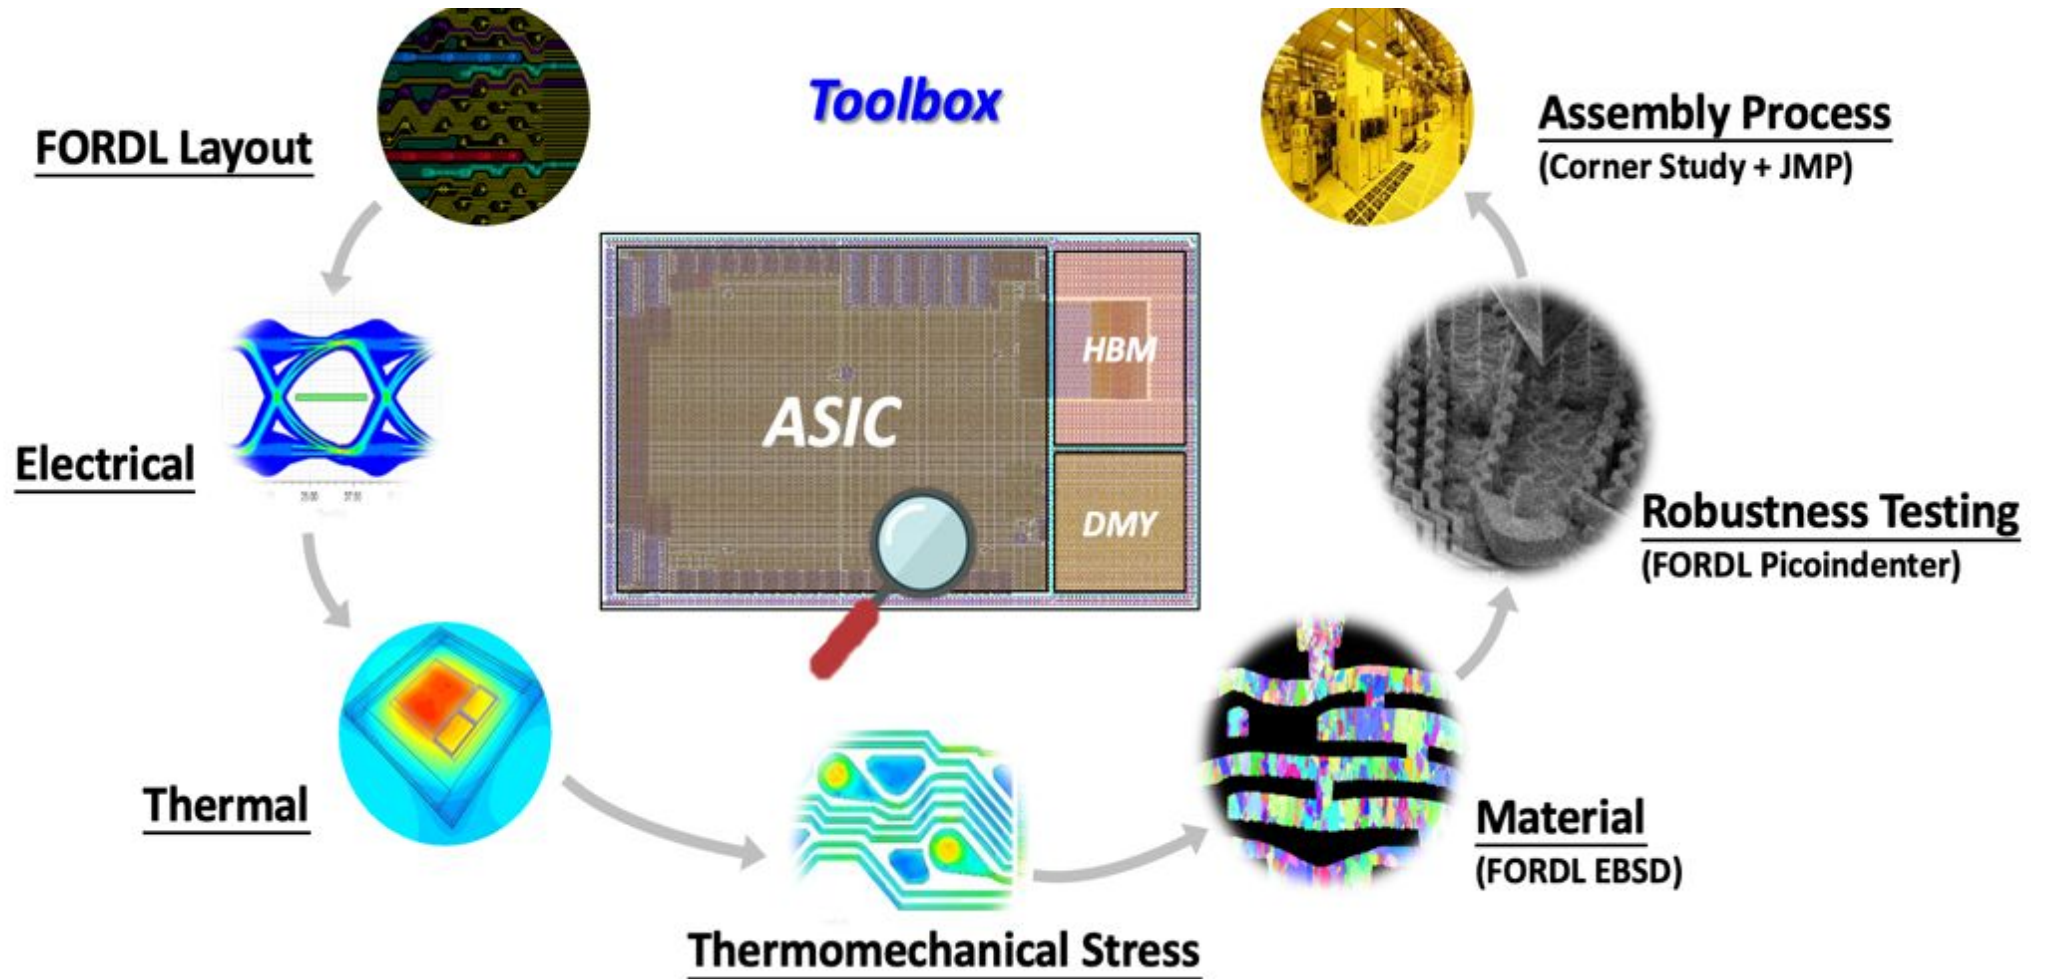 Toolbox
FORDL Layout
Assembly Process
(Corner Study + JMP)
HBM
ASIC
Electrical
DMY
Robustness Testing
(FORDL Picoindenter)
Thermal
Material
(FORDL EBSD)
Thermomechanical Stress